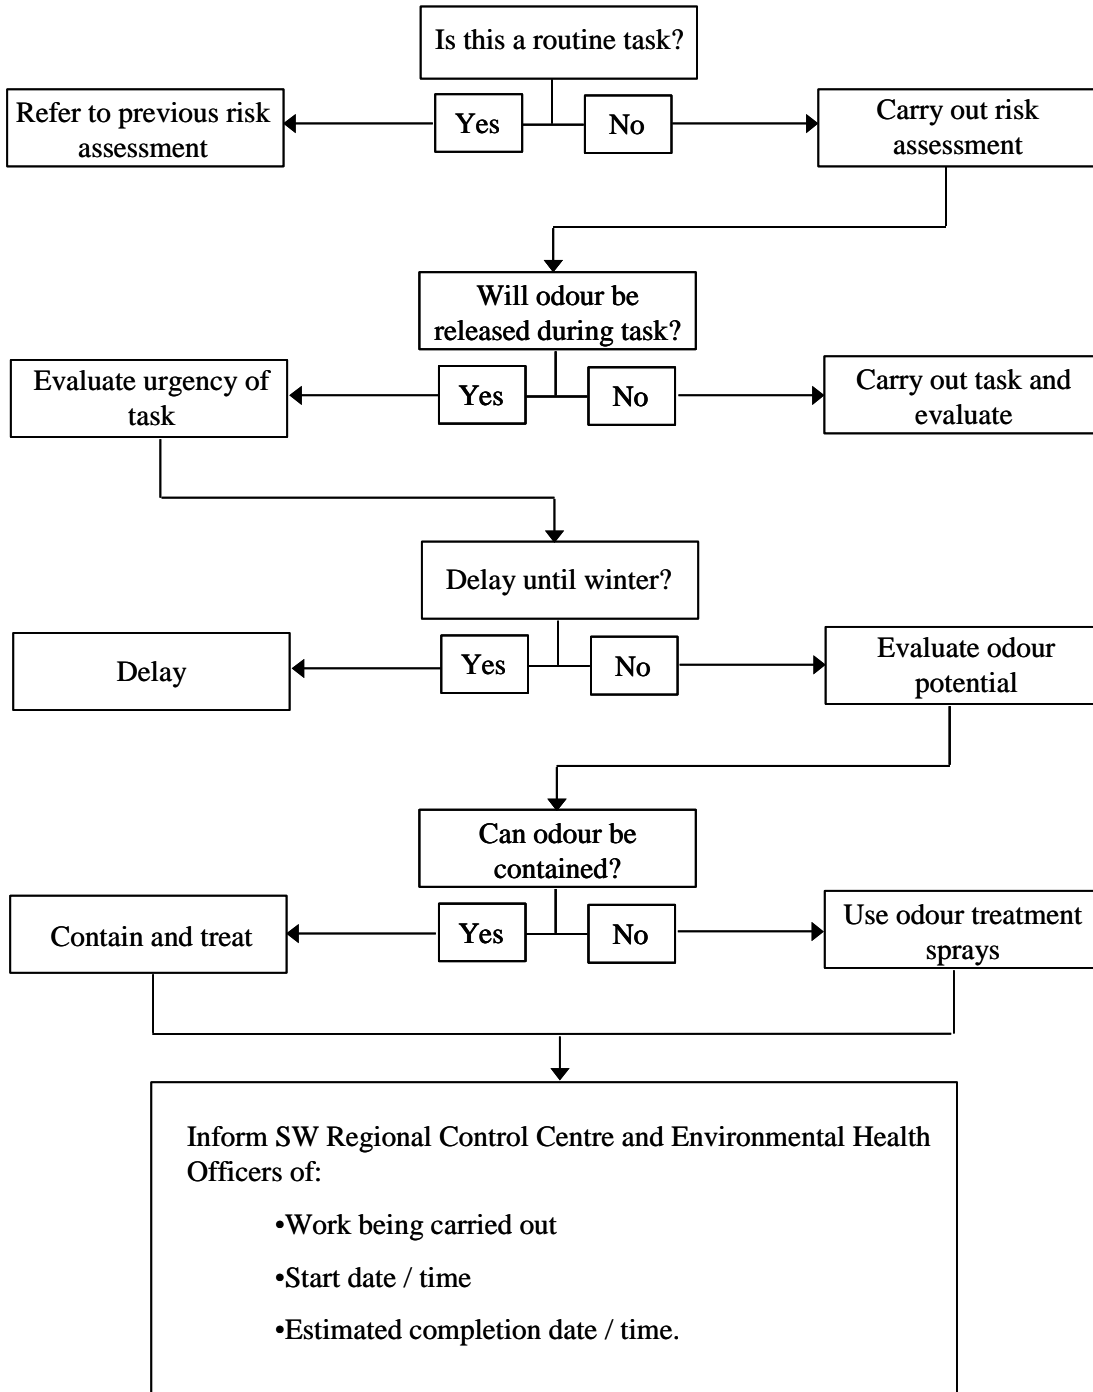 Is this a routine task?
Refer to previous risk
assessment
Yes
No
Carry out risk
assessment
Will odour be
released during task?
Evaluate urgency of
task
Yes
No
Carry out task and
evaluate
Delay until winter?
Delay
Yes
No
Evaluate odour
potential
Can odour be
contained?
Contain and treat
Yes
No
Use odour treatment
sprays
Inform SW Regional Control Centre and Environmental Health
Officers of:
•Work being carried out
•Start date / time
•Estimated completion date / time.